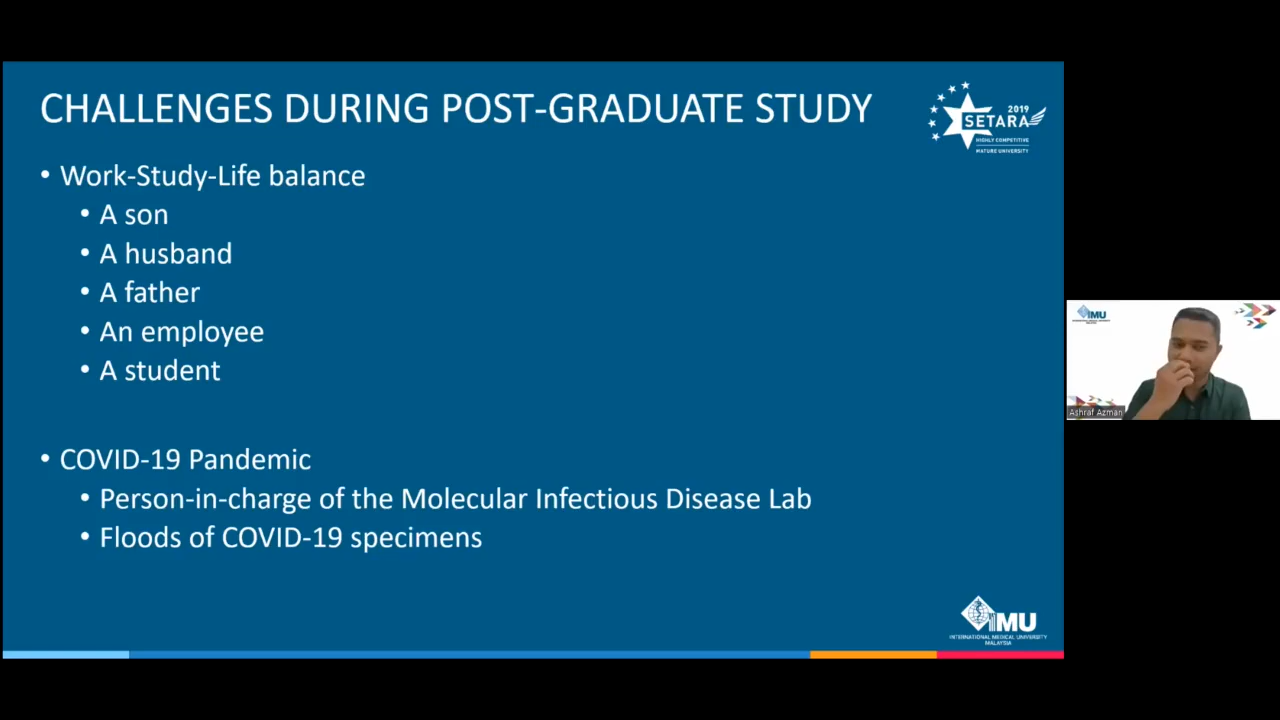 CHALLENGES DURING POST-GRADUATE STUDY
2019
SETARA
HIGHLY COMPETITIVE
MATURE UNIVERSITY
• Work-Study-Life balance
• A son
• A husband
• A father
• An employee
• A student
• COVID-19 Pandemic
• Person-in-charge of the Molecular Infectious Disease Lab
• Floods of COVID-19 specimens
IMU
INTERNATIONAL MEDICAL UNIVERSITY
MALAYSIA
IMU
Ashraf Azman